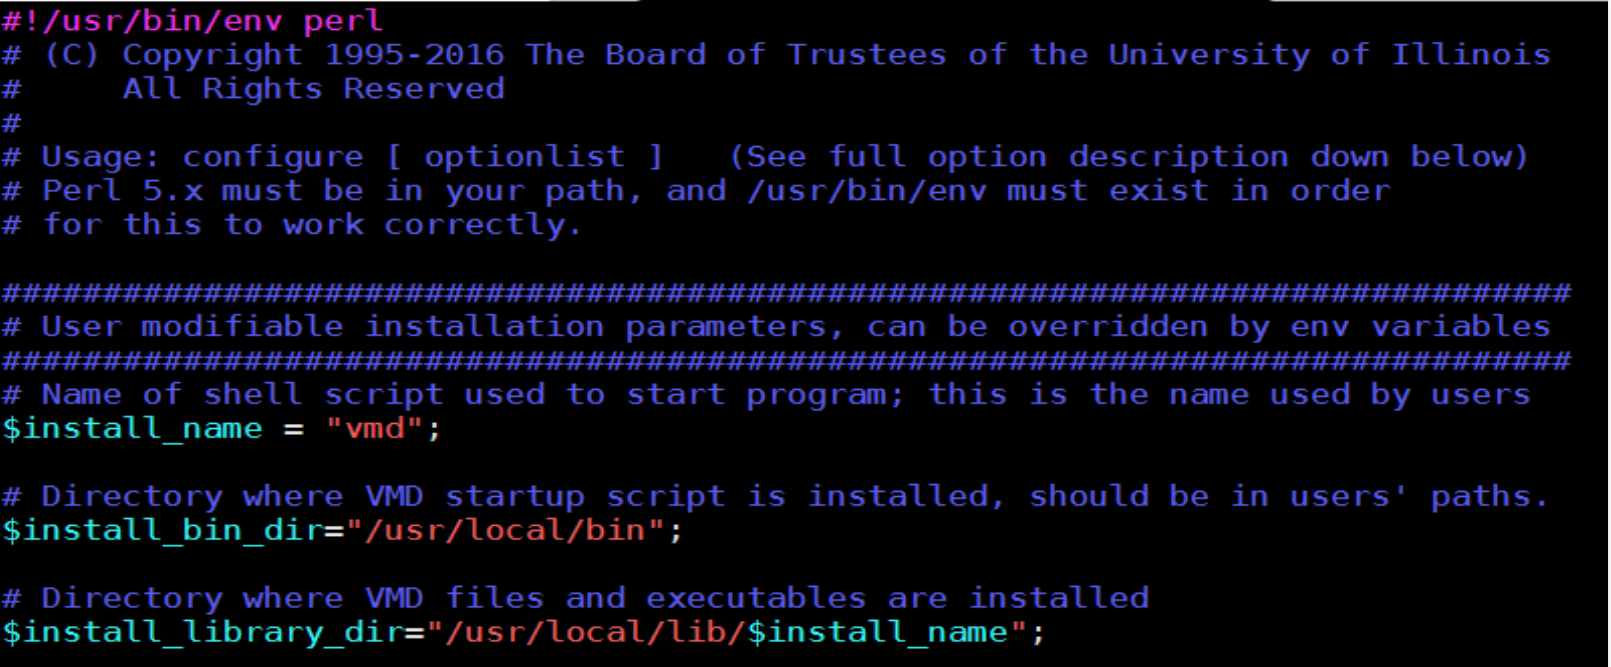 #!/usr/bin/env perl
# (C) Copyright 1995-2016 The Board of Trustees of the University of Illinois
#     All Rights Reserved
#
# Usage: configure [ optionlist ]   (See full option description down below)
# Perl 5.x must be in your path, and /usr/bin/env must exist in order
# for this to work correctly.

##############################################################################
# User modifiable installation parameters, can be overridden by env variables
##############################################################################
# Name of shell script used to start program; this is the name used by users
$install_name = "vmd";

# Directory where VMD startup script is installed, should be in users' paths.
$install_bin_dir="/usr/local/bin";

# Directory where VMD files and executables are installed
$install_library_dir="/usr/local/lib/$install_name";